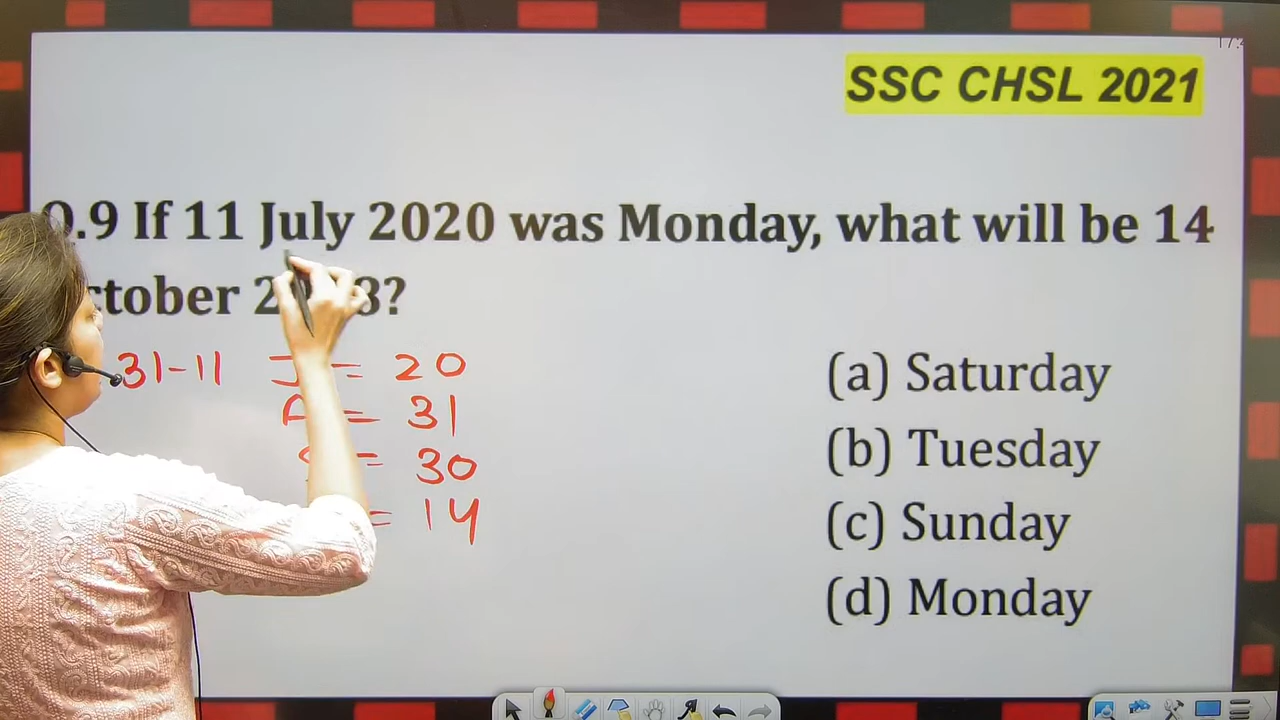 SSC CHSL 2021
Q.9 If 11 July 2020 was Monday, what will be 14
ctober 2 3?
31-11 J = 20
A = 31
= 30
= 14
(a) Saturday
(b) Tuesday
(c) Sunday
(d) Monday